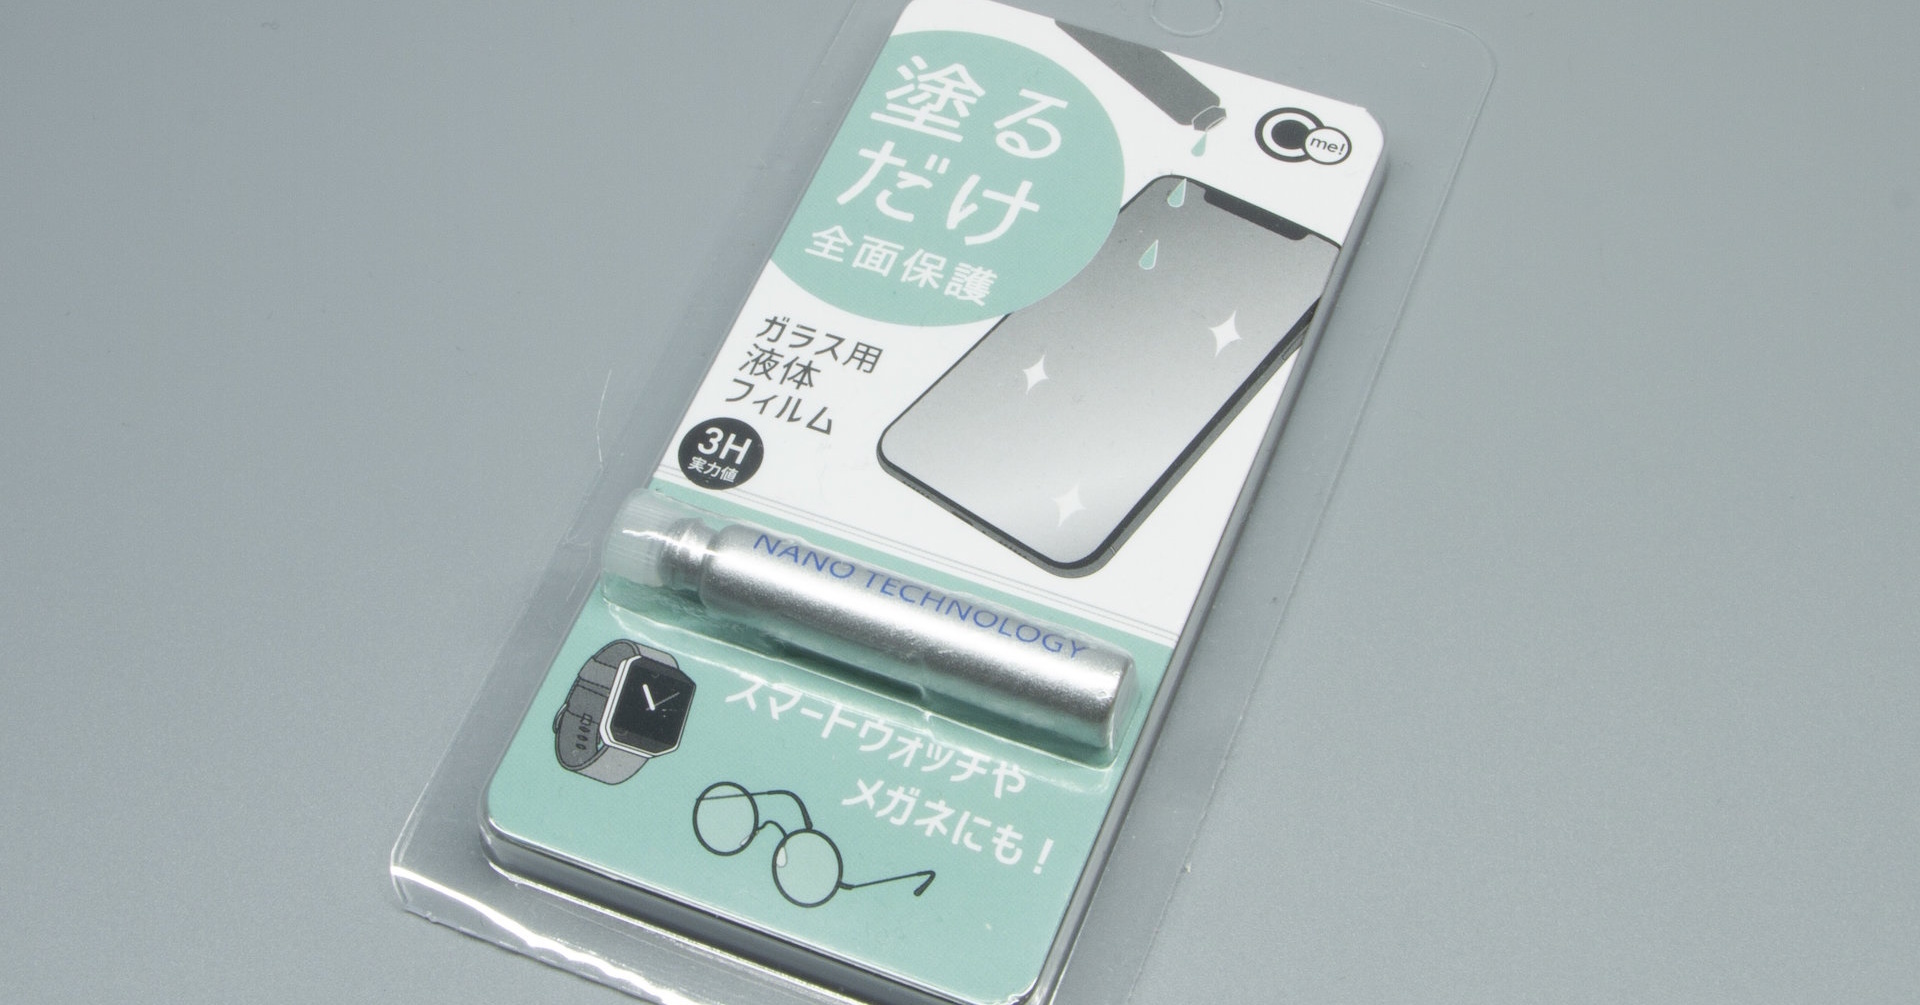 塗る
だけ
全面保護
C me!
ガラス用
液体
フィルム
3H
実力値
NANO TECHNOLOGY
スマートウォッチや
メガネにも!